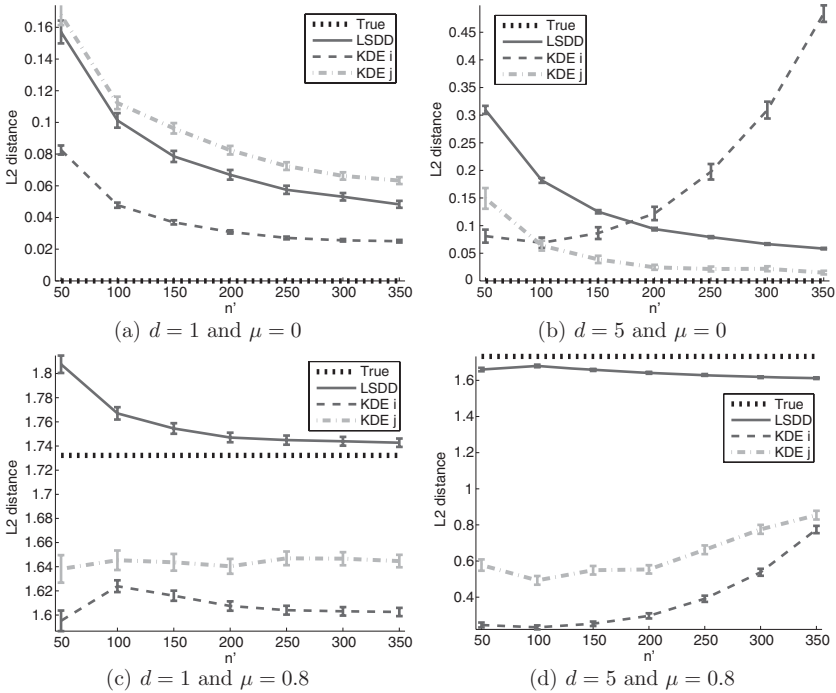 True
LSDD
KDE i
KDE j
0.16
0.14
0.12
0.1
0.08
0.06
0.04
0.02
0
L2 distance
50 100 150 200 250 300 350
n'
(a) d = 1 and μ = 0
True
LSDD
KDE i
KDE j
0.45
0.4
0.35
0.3
0.25
0.2
0.15
0.1
0.05
0
L2 distance
50 100 150 200 250 300 350
n'
(b) d = 5 and μ = 0
True
LSDD
KDE i
KDE j
1.8
1.78
1.76
1.74
1.72
1.7
1.68
1.66
1.64
1.62
1.6
L2 distance
50 100 150 200 250 300 350
n'
(c) d = 1 and μ = 0.8
True
LSDD
KDE i
KDE j
1.6
1.4
1.2
1
0.8
0.6
0.4
L2 distance
50 100 150 200 250 300 350
n'
(d) d = 5 and μ = 0.8